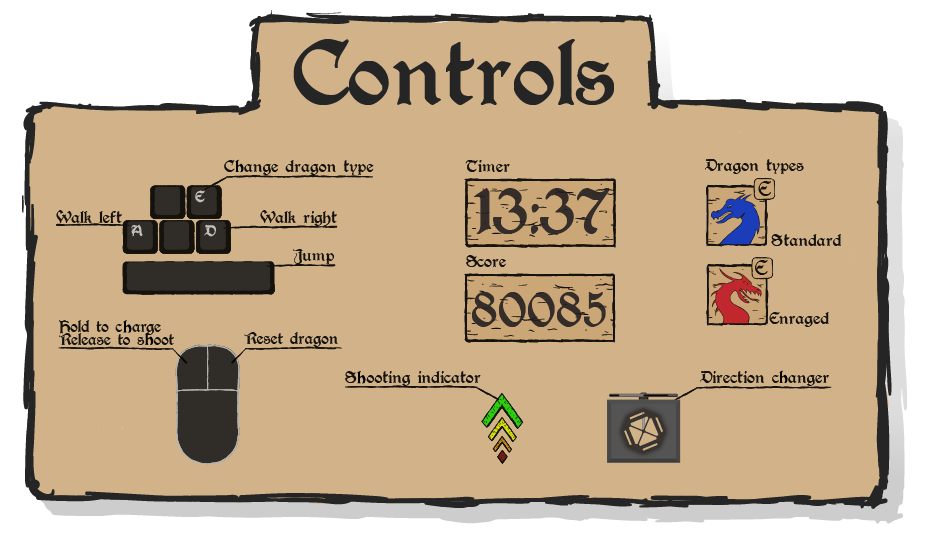 Controls
Change dragon type
E
Walk left
A
D
Walk right
Jump
Hold to charge
Release to shoot
Reset dragon
Timer
13:37
Score
80085
Dragon types
E
Standard
E
Enraged
Shooting indicator
Direction changer